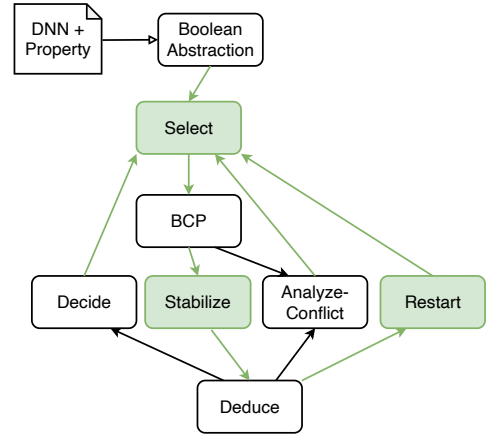 DNN +
Property
Boolean
Abstraction
Select
BCP
Decide
Stabilize
Analyze-
Conflict
Restart
Deduce